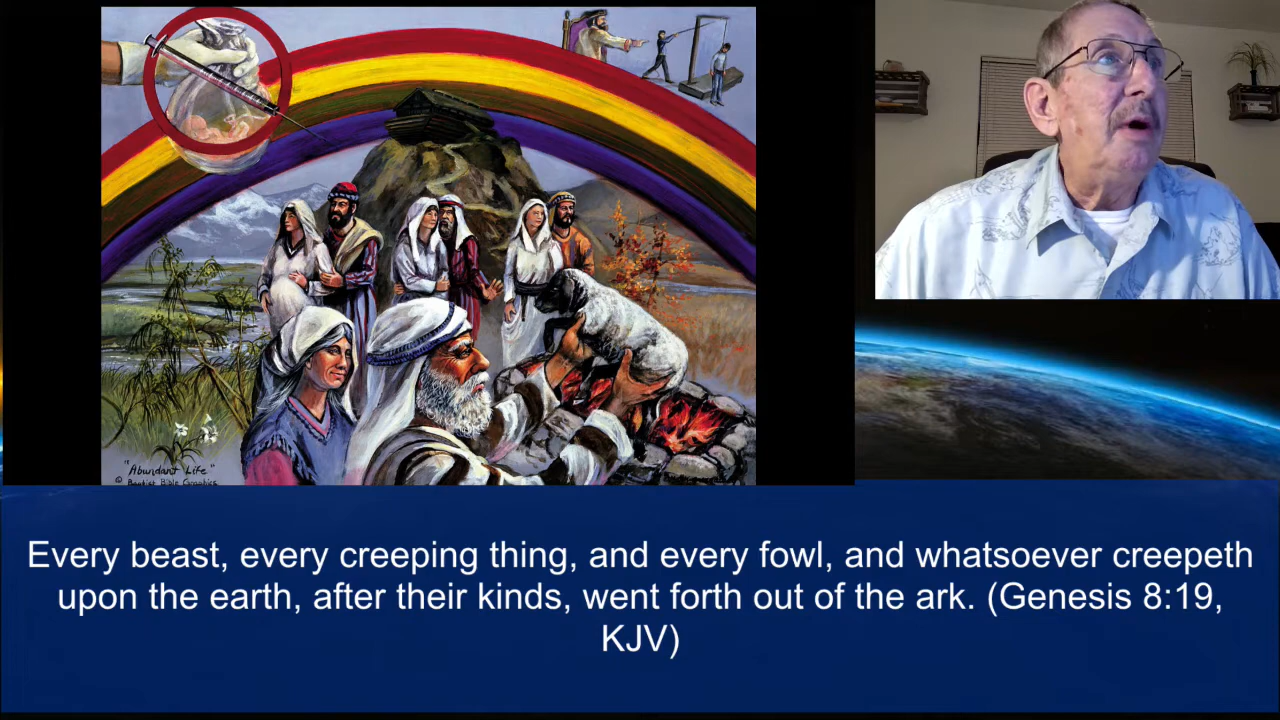 "Abundant Life"
© Baptist Bible Graphics
Every beast, every creeping thing, and every fowl, and whatsoever creepeth
upon the earth, after their kinds, went forth out of the ark. (Genesis 8:19,
KJV)